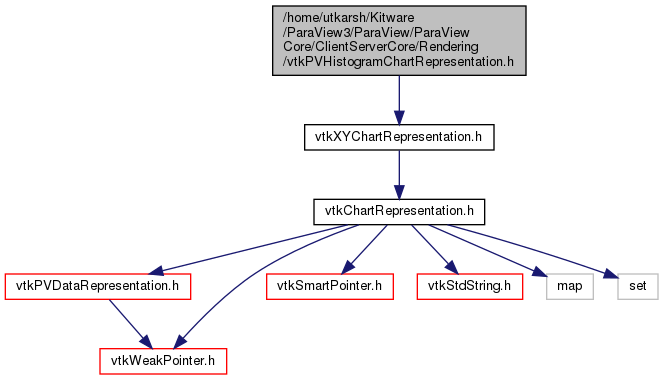 /home/utkarsh/Kitware
/ParaView3/ParaView/ParaView
Core/ClientServerCore/Rendering
/vtkPVHistogramChartRepresentation.h
vtkXYChartRepresentation.h
vtkChartRepresentation.h
vtkPVDataRepresentation.h
vtkSmartPointer.h
vtkStdString.h
map
set
vtkWeakPointer.h